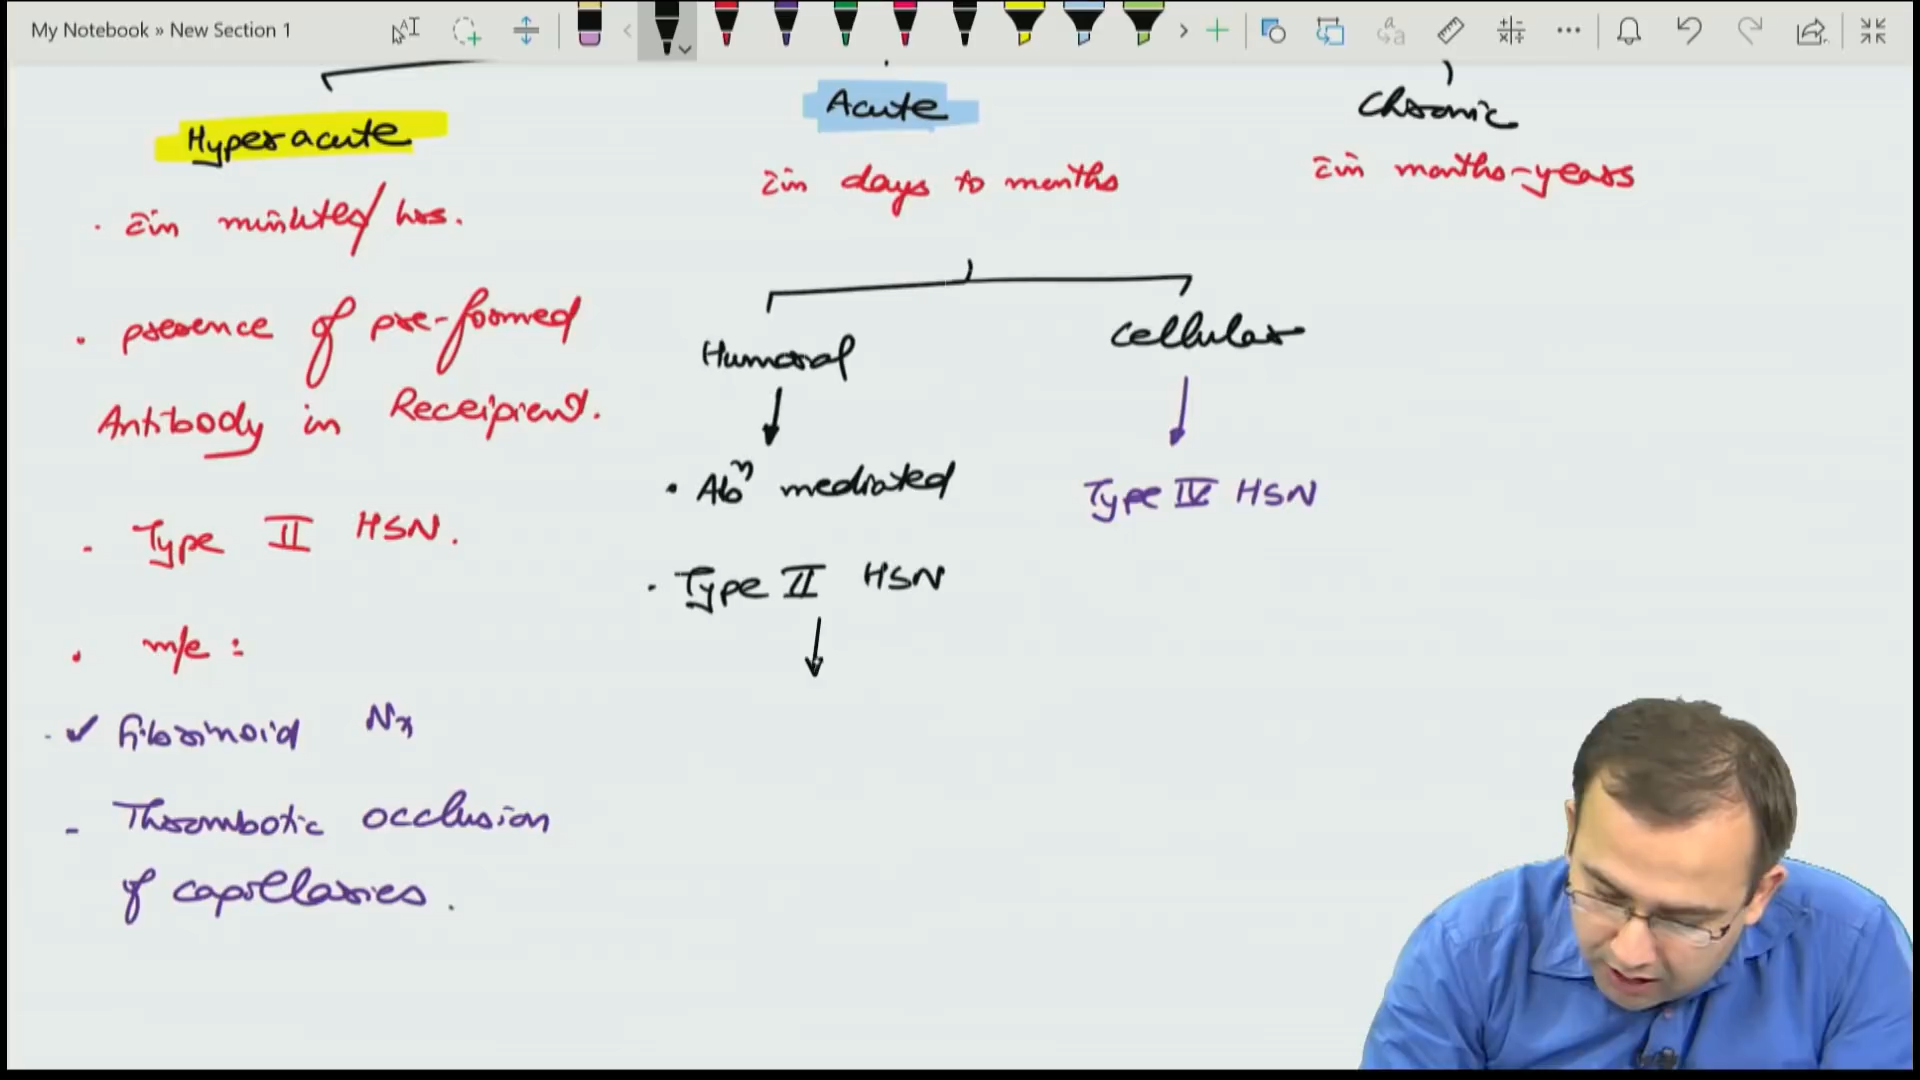 My Notebook » New Section 1
Hyperacute
• c̄in minutes/hrs.
• presence of pre-formed
Antibody in Receipient.
- Type II HSN.
• m/e :
✓ fibrinoid Nx
- Thrombotic occlusion
of capillaries.
Acute
c̄in days to months
Humoral
• Abⁿ mediated
• Type II HSN
Cellular
Type IV HSN
Chronic
c̄in months-years